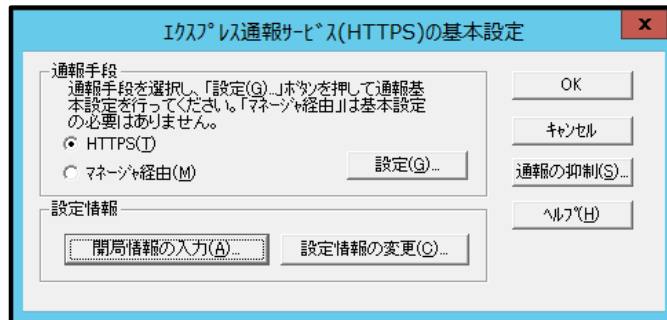 エクスプレス通報サービス(HTTPS)の基本設定
x
通報手段
通報手段を選択し、「設定(G)...」ボタンを押して通報基
本設定を行ってください。「マネージャ経由」は基本設定
の必要はありません。
HTTPS(T)
マネージャ経由(M)
設定(G)...
設定情報
開局情報の入力(A)...
設定情報の変更(C)...
OK
キャンセル
通報の抑制(S)...
ヘルプ(H)